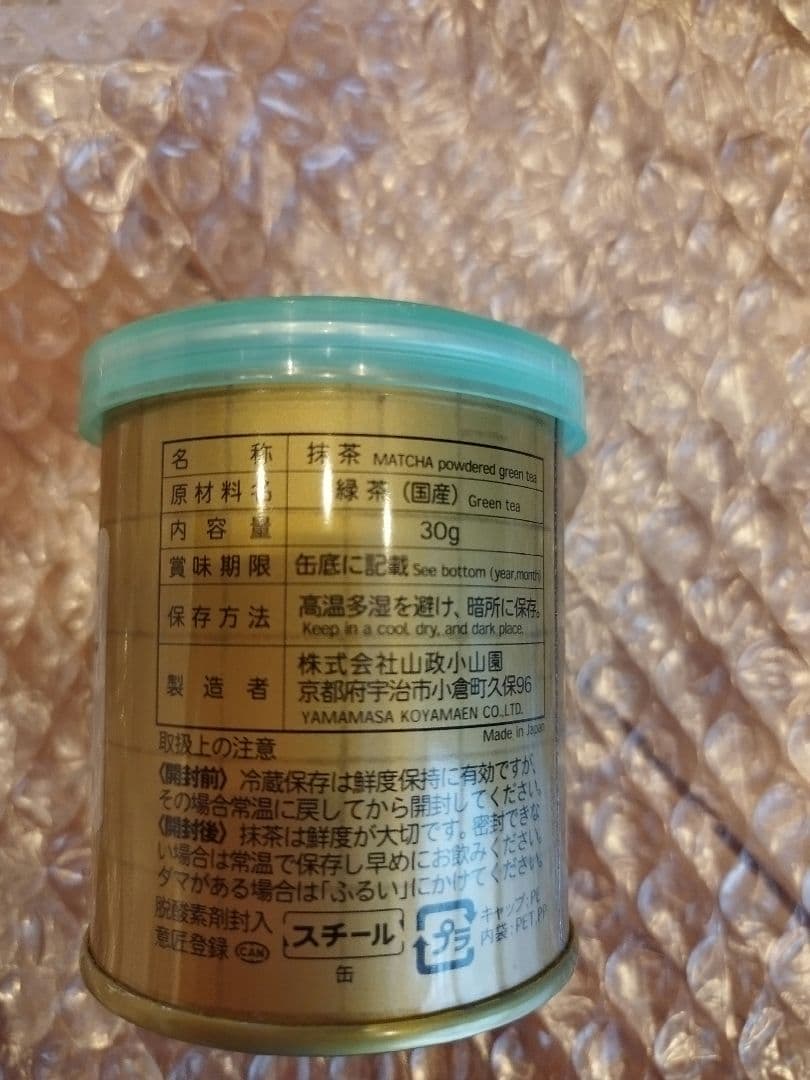 名称 抹茶 MATCHA powdered green tea
原材料名 緑茶（国産） Green tea
内容量 30g
賞味期限 缶底に記載 See bottom (year,month)
保存方法 高温多湿を避け、暗所に保存。
Keep in a cool, dry, and dark place.
製造者 株式会社山政小山園
京都府宇治市小倉町久保96
YAMAMASA KOYAMAEN CO.,LTD.
Made in Japan
取扱上の注意
〈開封前〉冷蔵保存は鮮度保持に有効ですが、
その場合常温に戻してから開封してください。
〈開封後〉抹茶は鮮度が大切です。密封できな
い場合は常温で保存し早めにお飲みください。
ダマがある場合は「ふるい」にかけてください。
脱酸素剤封入
意匠登録 CAN
スチール
缶
プラ
キャップ:PE
内袋:PET,PP